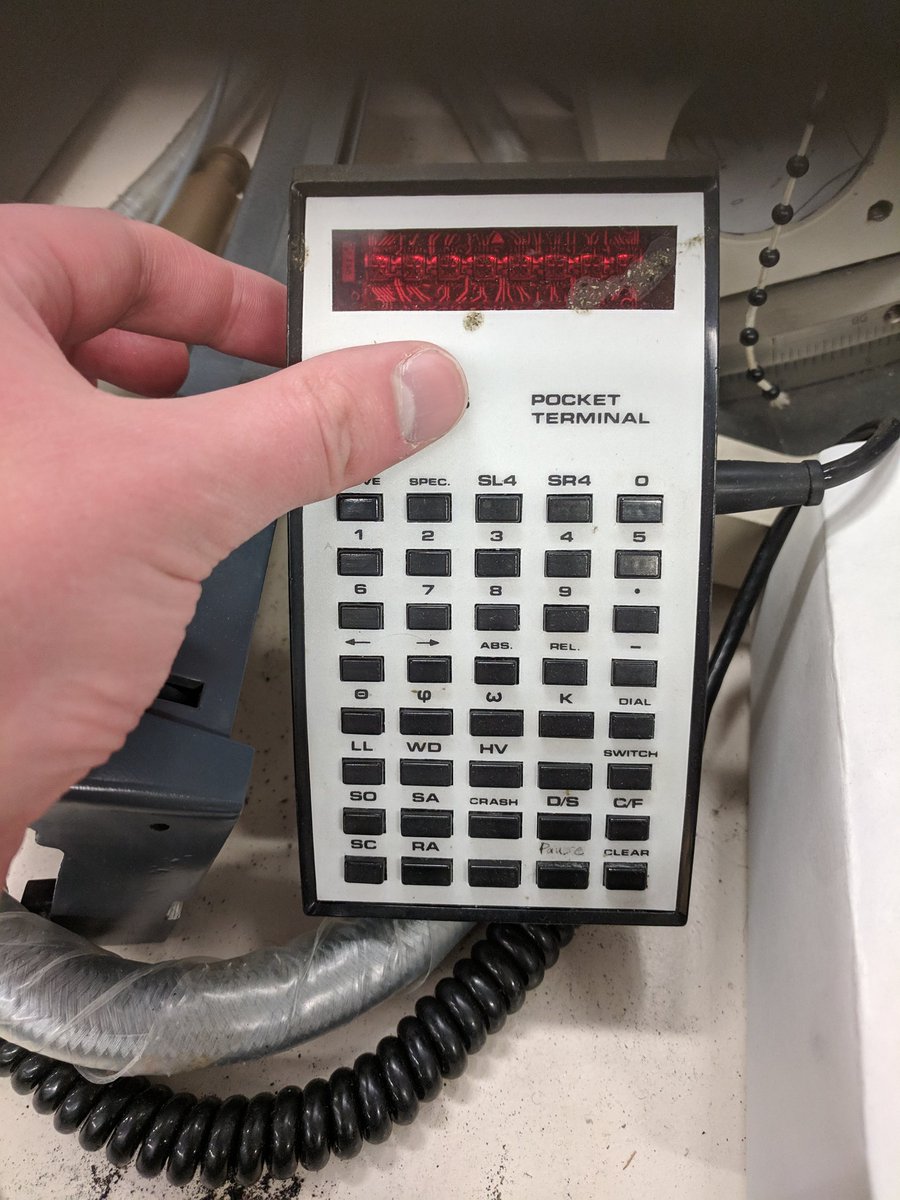 POCKET
TERMINAL
SPEC. SL4 SR4 0
1 2 3 4 5
6 7 8 9 •
← → ABS. REL. –
Θ φ ω K DIAL
LL WD HV SWITCH
SO SA CRASH D/S C/F
SC RA Pause CLEAR